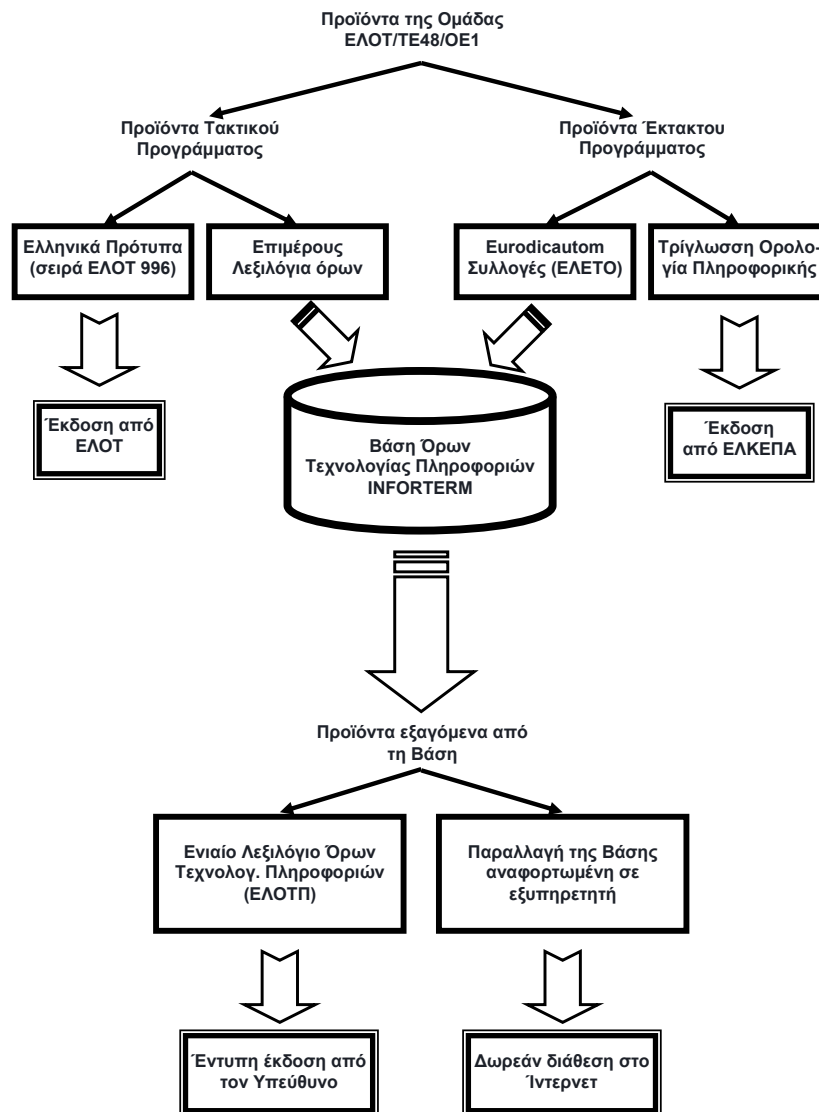 Προϊόντα της Ομάδας
ΕΛΟΤ/ΤΕ48/ΟΕ1
Προϊόντα Τακτικού
Προγράμματος
Προϊόντα Έκτακτου
Προγράμματος
Ελληνικά Πρότυπα
(σειρά ΕΛΟΤ 996)
Επιμέρους
Λεξιλόγια όρων
Eurodicautom
Συλλογές (ΕΛΕΤΟ)
Τρίγλωσση Ορολο-
γία Πληροφορικής
Έκδοση από
ΕΛΟΤ
Βάση Όρων
Τεχνολογίας Πληροφοριών
INFORTERM
Έκδοση
από ΕΛΚΕΠΑ
Προϊόντα εξαγόμενα από
τη Βάση
Ενιαίο Λεξιλόγιο Όρων
Τεχνολογ. Πληροφοριών
(ΕΛΟΤΠ)
Παραλλαγή της Βάσης
αναφορτωμένη σε
εξυπηρετητή
Έντυπη έκδοση από
τον Υπεύθυνο
Δωρεάν διάθεση στο
Ίντερνετ